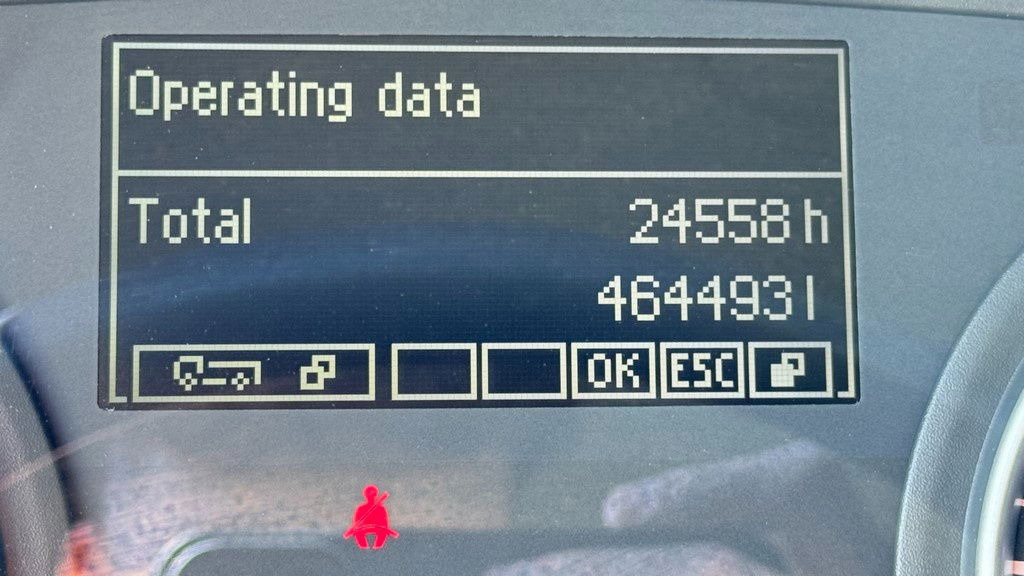 Operating data
Total 24558 h
464493 l
OK ESC